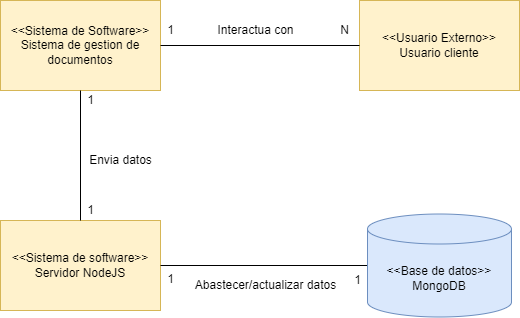 <<Sistema de Software>>
Sistema de gestion de
documentos
1
Interactua con
N
<<Usuario Externo>>
Usuario cliente
1
Envia datos
1
<<Sistema de software>>
Servidor NodeJS
1
Abastecer/actualizar datos
1
<<Base de datos>>
MongoDB